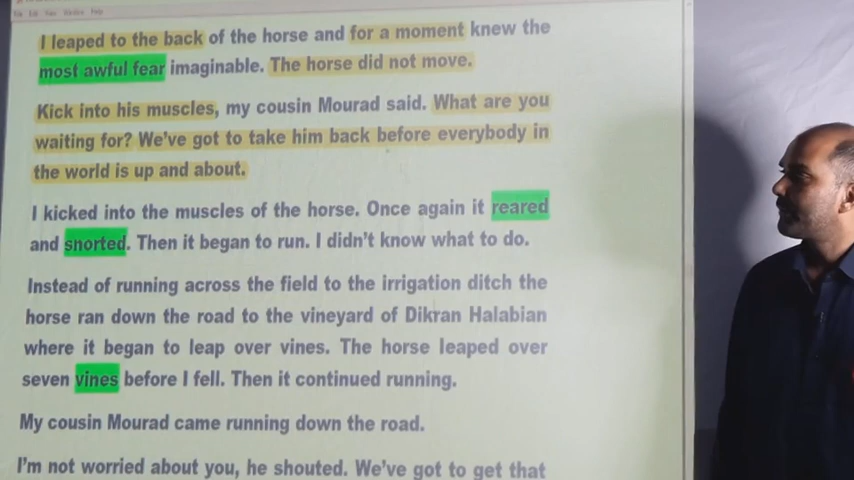 I leaped to the back of the horse and for a moment knew the
most awful fear imaginable. The horse did not move.
Kick into his muscles, my cousin Mourad said. What are you
waiting for? We've got to take him back before everybody in
the world is up and about.
I kicked into the muscles of the horse. Once again it reared
and snorted. Then it began to run. I didn't know what to do.
Instead of running across the field to the irrigation ditch the
horse ran down the road to the vineyard of Dikran Halabian
where it began to leap over vines. The horse leaped over
seven vines before I fell. Then it continued running.
My cousin Mourad came running down the road.
I'm not worried about you, he shouted. We've got to get that